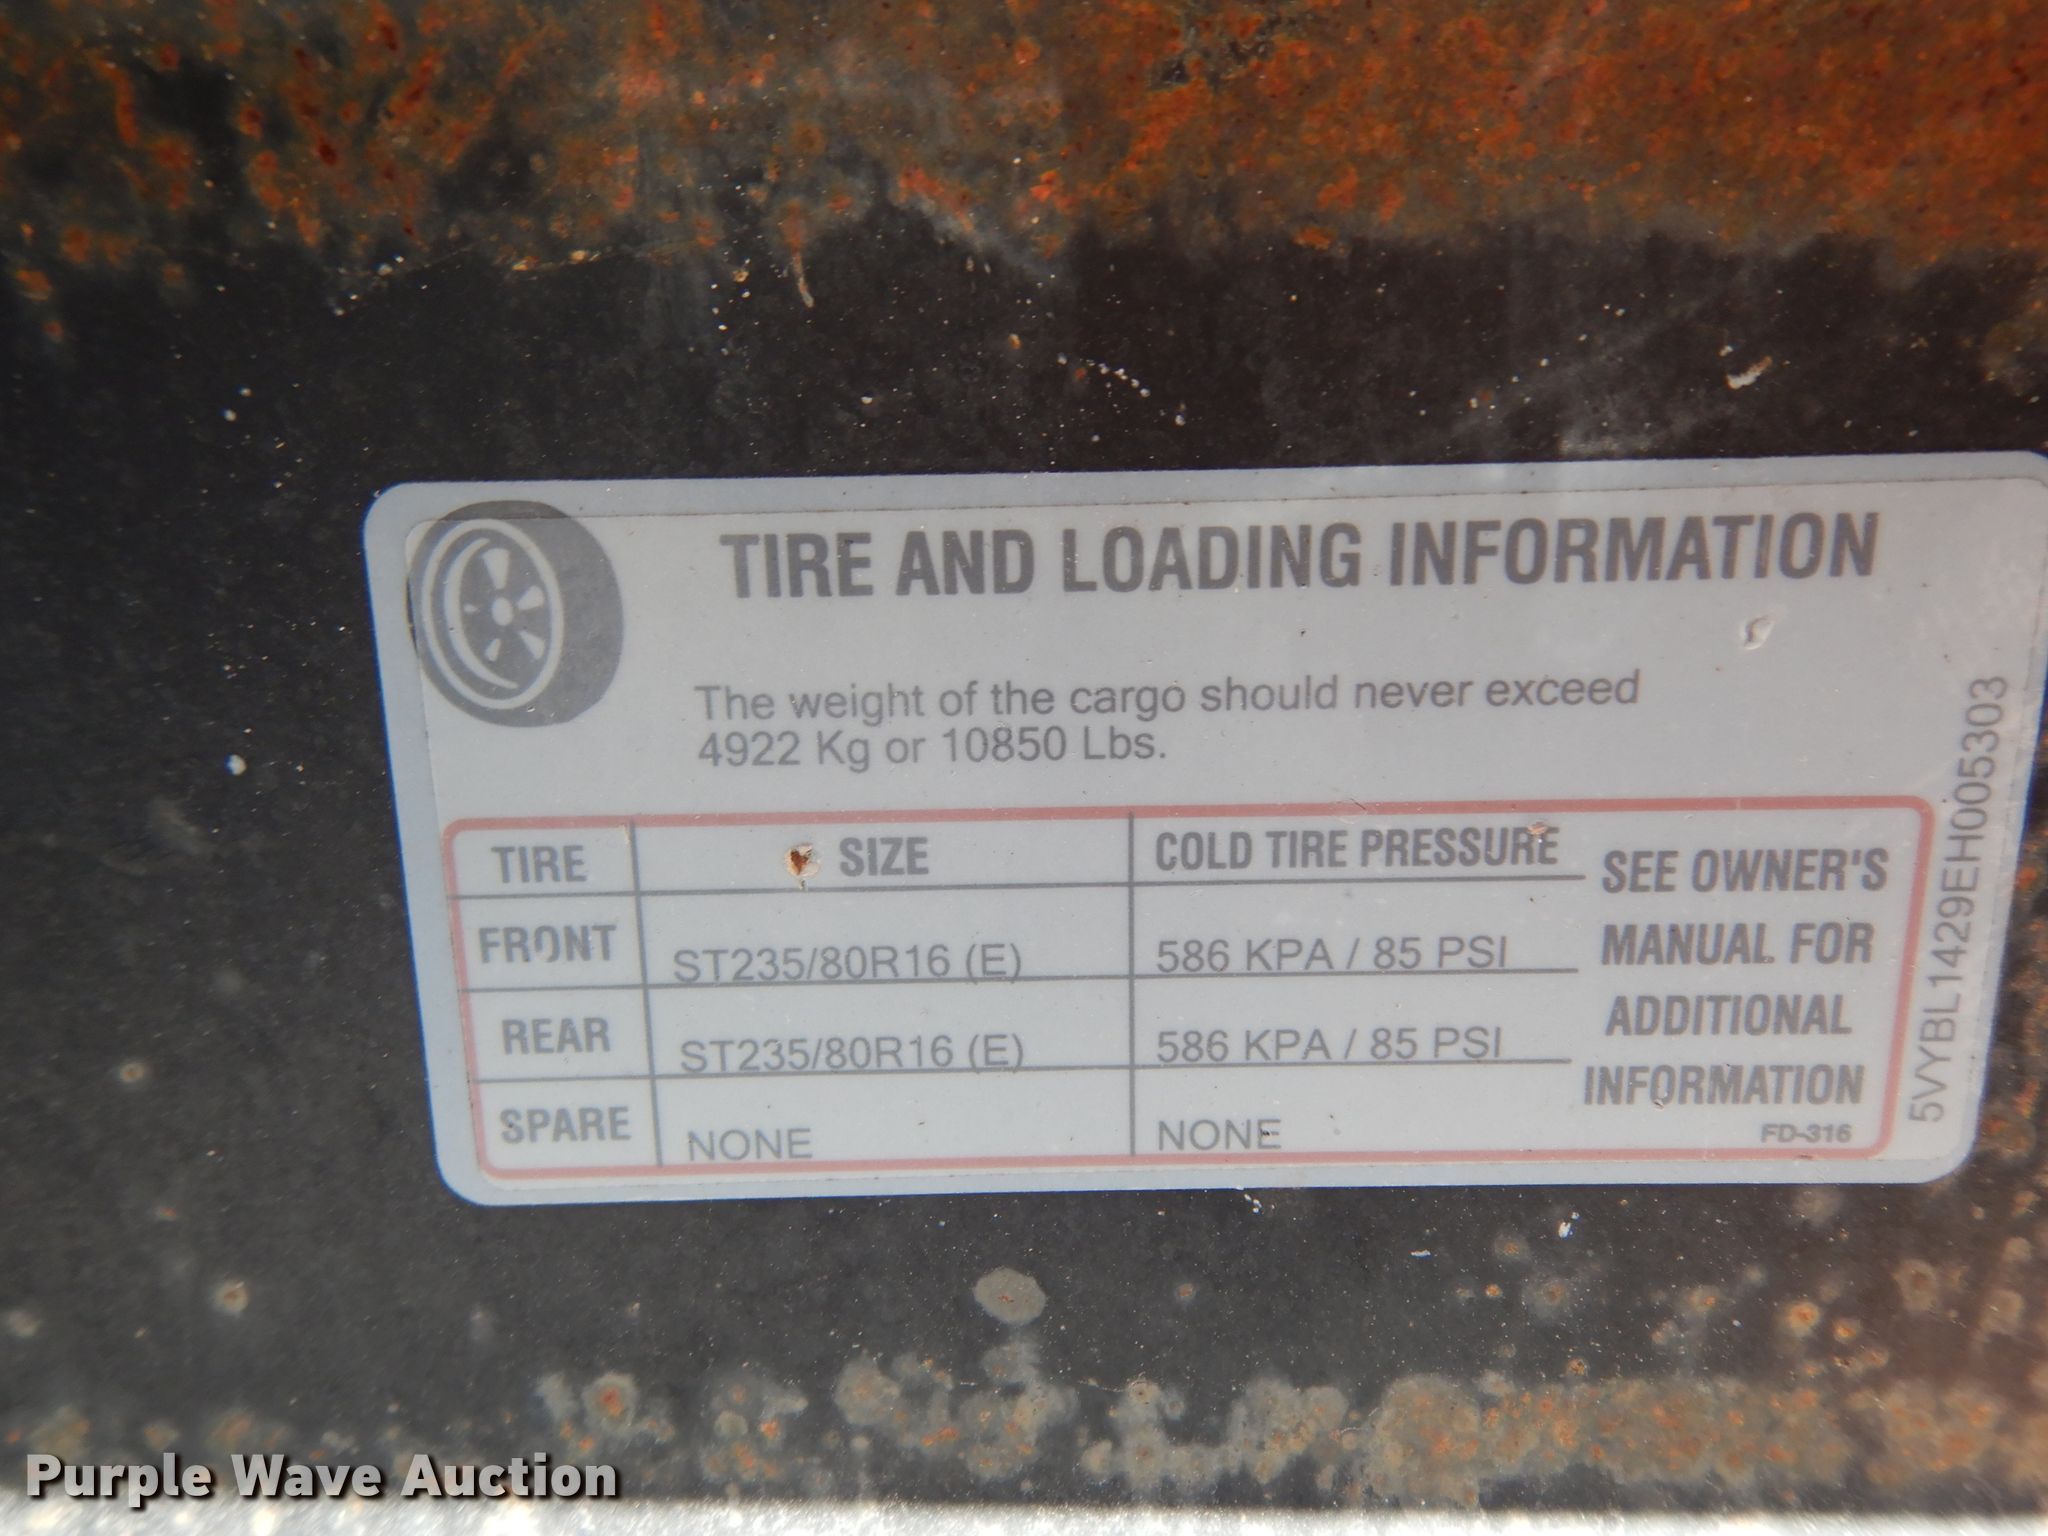 TIRE AND LOADING INFORMATION
The weight of the cargo should never exceed
4922 Kg or 10850 Lbs.
TIRE SIZE COLD TIRE PRESSURE
FRONT ST235/80R16 (E) 586 KPA / 85 PSI
REAR ST235/80R16 (E) 586 KPA / 85 PSI
SPARE NONE NONE
SEE OWNER'S
MANUAL FOR
ADDITIONAL
INFORMATION
FD-316
5VYBL1429EH005303
Purple Wave Auction